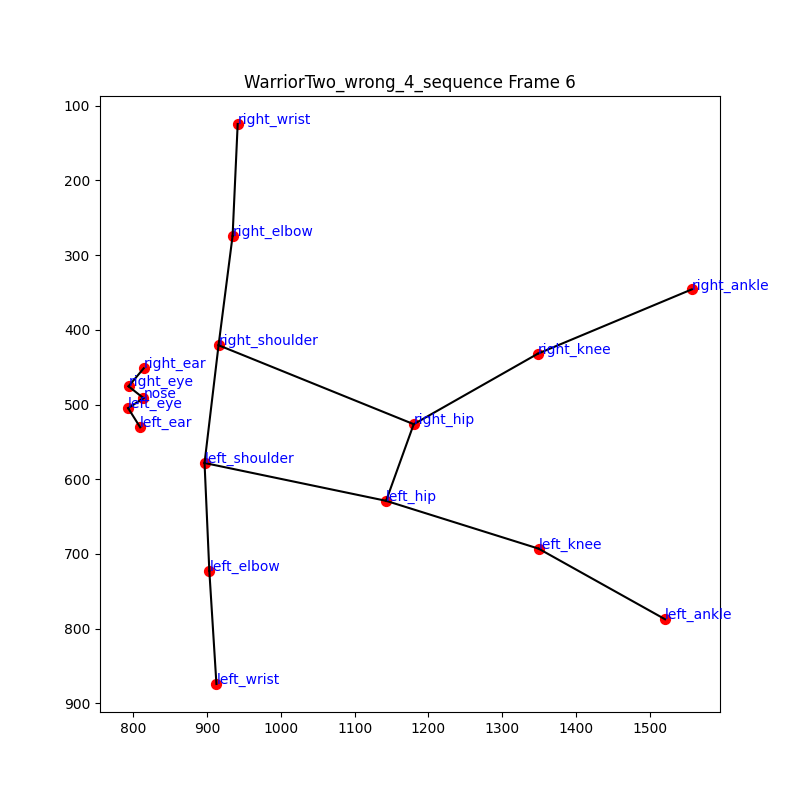 WarriorTwo_wrong_4_sequence Frame 6
100
right_wrist
200
right_elbow
300
right_ankle
right_shoulder
400
right_knee
right_ear
right_eye
nose
500
left_eye
right_hip
left_ear
left_shoulder
600
left_hip
left_knee
700
left_elbow
left_ankle
800
left_wrist
900
800 900 1000 1100 1200 1300 1400 1500